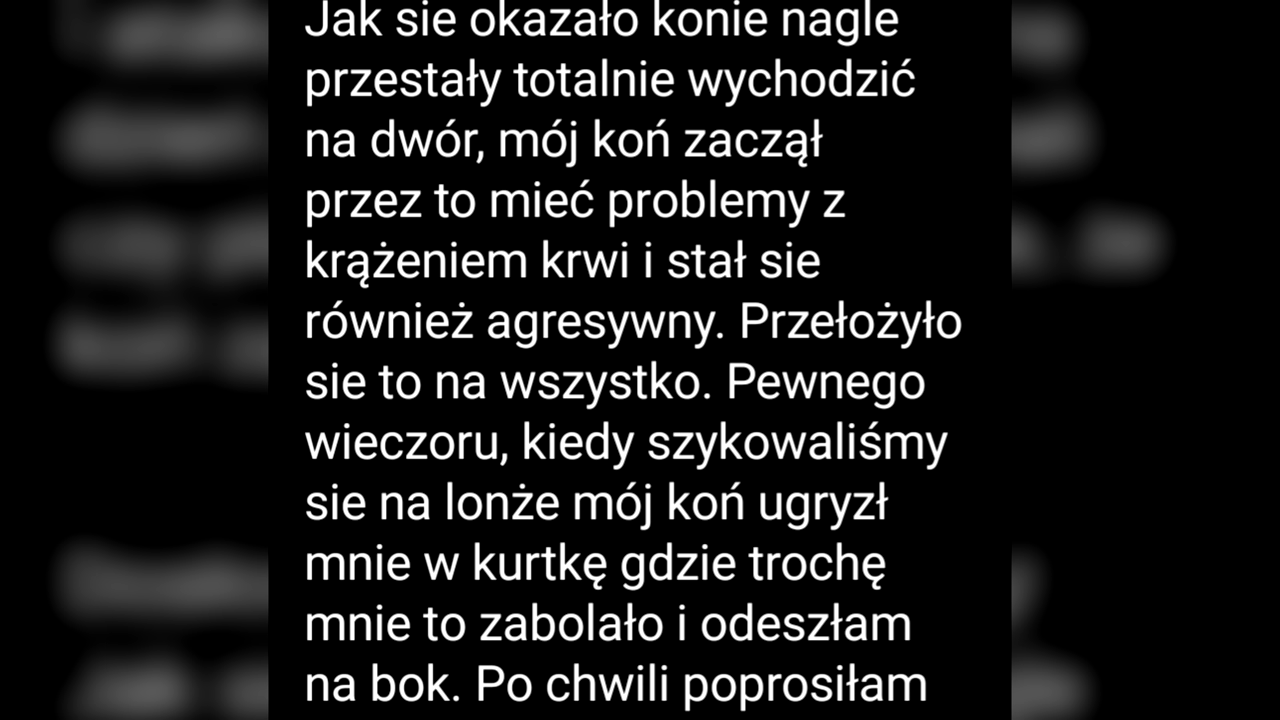 Jak sie okazało konie nagle
przestały totalnie wychodzić
na dwór, mój koń zaczął
przez to mieć problemy z
krążeniem krwi i stał sie
również agresywny. Przełożyło
sie to na wszystko. Pewnego
wieczoru, kiedy szykowaliśmy
sie na lonże mój koń ugryzł
mnie w kurtkę gdzie trochę
mnie to zabolało i odeszłam
na bok. Po chwili poprosiłam